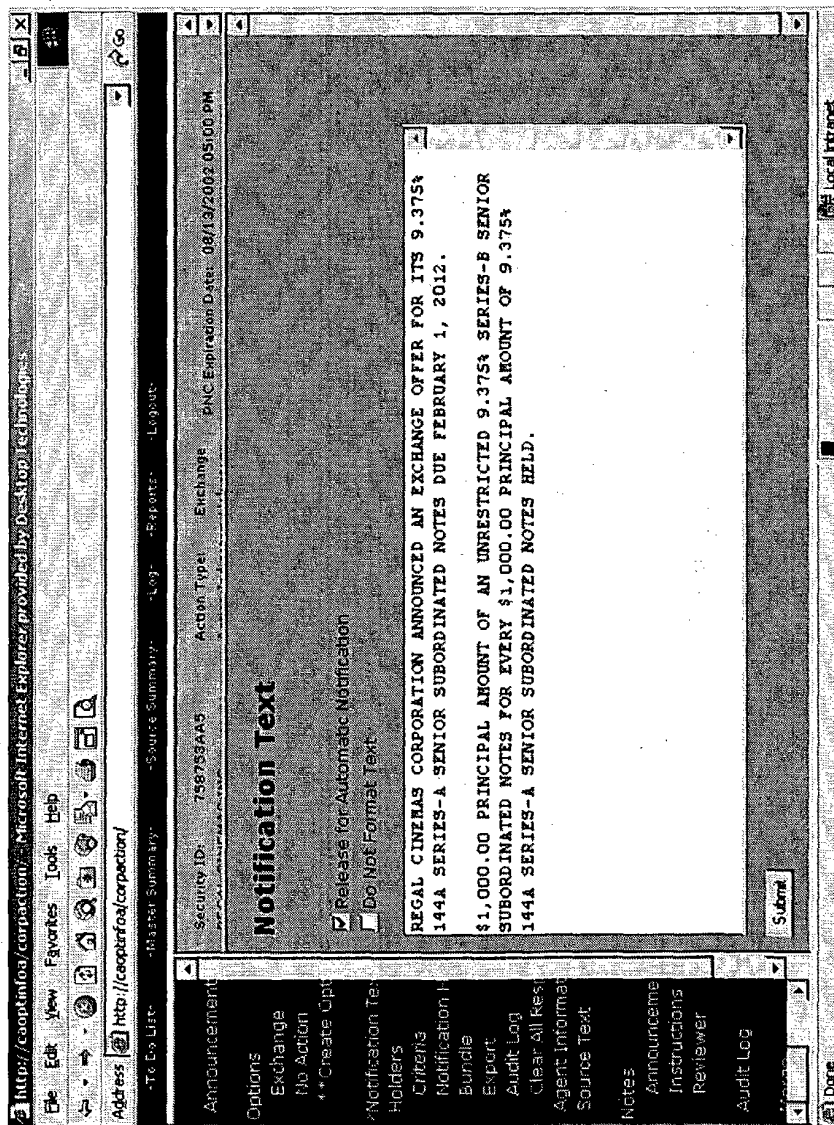 http://caoptinfoa/corpaction/ - Microsoft Internet Explorer provided by Desktop Technologies
File Edit View Favorites Tools Help
Address http://caoptinfoa/corpaction/ Go
-To Do List- -Master Summary- -Source Summary- -Log- -Reports- -Logout-
Announcement
Options
Exchange
No Action
**Create Opt
*Notification Te
Holders
Criteria
Notification H
Bundle
Export
Audit Log
Clear All Res
Agent Informat
Source Text
Notes
Announceme
Instructions
Reviewer
Audit Log
Security ID: 758753AA5 Action Type: Exchange PNC Expiration Date: 08/13/2002 05:00 PM
Notification Text
Release for Automatic Notification
Do Not Format Text
REGAL CINEMAS CORPORATION ANNOUNCED AN EXCHANGE OFFER FOR ITS 9.375%
144A SERIES-A SENIOR SUBORDINATED NOTES DUE FEBRUARY 1, 2012.
$1,000.00 PRINCIPAL AMOUNT OF AN UNRESTRICTED 9.375% SERIES-B SENIOR
SUBORDINATED NOTES FOR EVERY $1,000.00 PRINCIPAL AMOUNT OF 9.375%
144A SERIES-A SENIOR SUBORDINATED NOTES HELD.
Submit
Done Local intranet